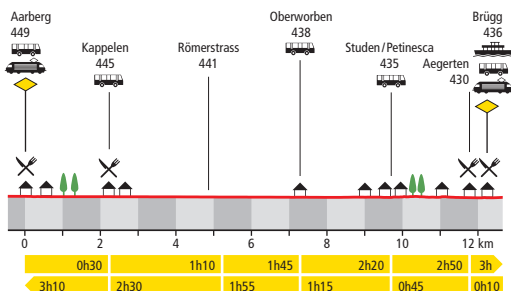 Aarberg
449
Kappelen
445
Römerstrass
441
Oberworben
438
Studen/Petinesca
435
Brügg
436
Aegerten
430
0 2 4 6 8 10 12 km
0h30 1h10 1h45 2h20 2h50 3h
3h10 2h30 1h55 1h15 0h45 0h10